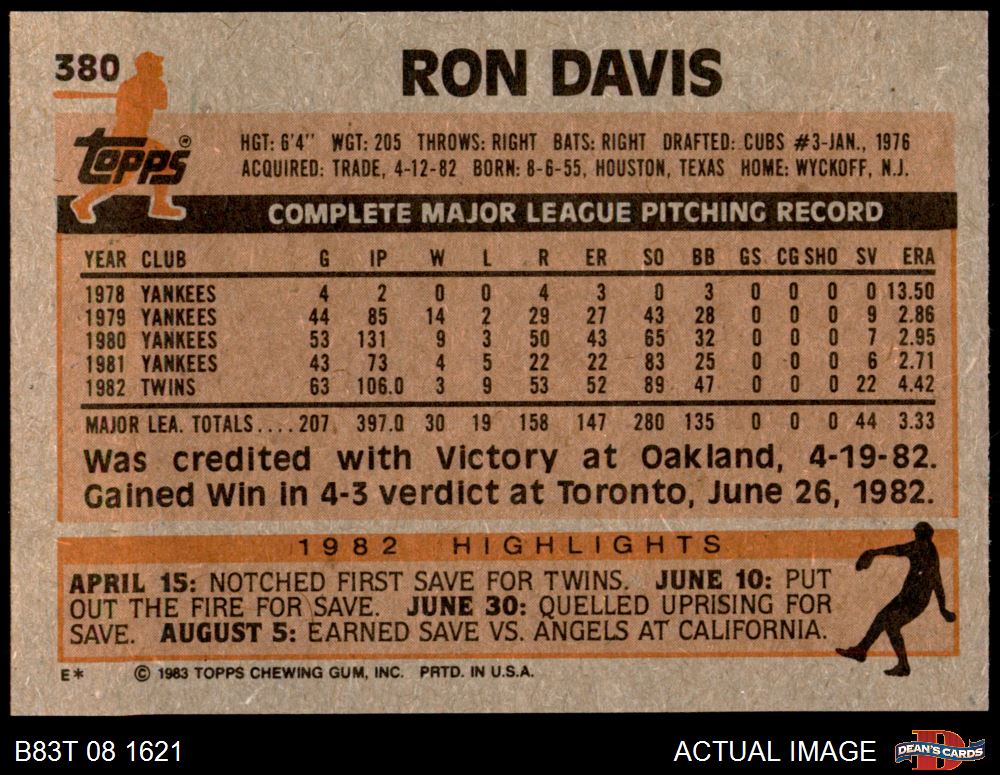 380
RON DAVIS
Topps®
HGT: 6'4" WGT: 205 THROWS: RIGHT BATS: RIGHT DRAFTED: CUBS #3-JAN., 1976
ACQUIRED: TRADE, 4-12-82 BORN: 8-6-55, HOUSTON, TEXAS HOME: WYCKOFF, N.J.
COMPLETE MAJOR LEAGUE PITCHING RECORD
YEAR CLUB G IP W L R ER SO BB GS CG SHO SV ERA
1978 YANKEES 4 2 0 0 4 3 0 3 0 0 0 0 13.50
1979 YANKEES 44 85 14 2 29 27 43 28 0 0 0 9 2.86
1980 YANKEES 53 131 9 3 50 43 65 32 0 0 0 7 2.95
1981 YANKEES 43 73 4 5 22 22 83 25 0 0 0 6 2.71
1982 TWINS 63 106.0 3 9 53 52 89 47 0 0 0 22 4.42
MAJOR LEA. TOTALS....207 397.0 30 19 158 147 280 135 0 0 0 44 3.33
Was credited with Victory at Oakland, 4-19-82.
Gained Win in 4-3 verdict at Toronto, June 26, 1982.
1982 HIGHLIGHTS
APRIL 15: NOTCHED FIRST SAVE FOR TWINS. JUNE 10: PUT
OUT THE FIRE FOR SAVE. JUNE 30: QUELLED UPRISING FOR
SAVE. AUGUST 5: EARNED SAVE VS. ANGELS AT CALIFORNIA.
E* © 1983 TOPPS CHEWING GUM, INC. PRTD. IN U.S.A.
B83T 08 1621 ACTUAL IMAGE DEAN'S CARDS